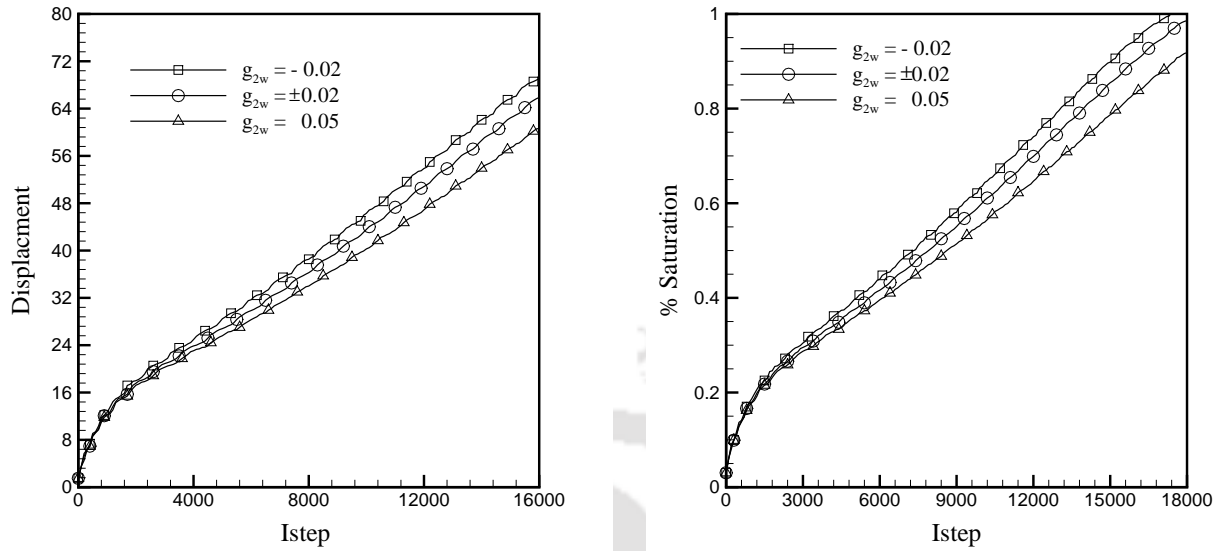 80
72
64
56
48
40
32
24
16
8
0
Displacment
g2w = - 0.02
g2w = ±0.02
g2w = 0.05
0 4000 8000 12000 16000
Istep
1
0.8
0.6
0.4
0.2
0
% Saturation
g2w = - 0.02
g2w = ±0.02
g2w = 0.05
0 3000 6000 9000 12000 15000 18000
Istep